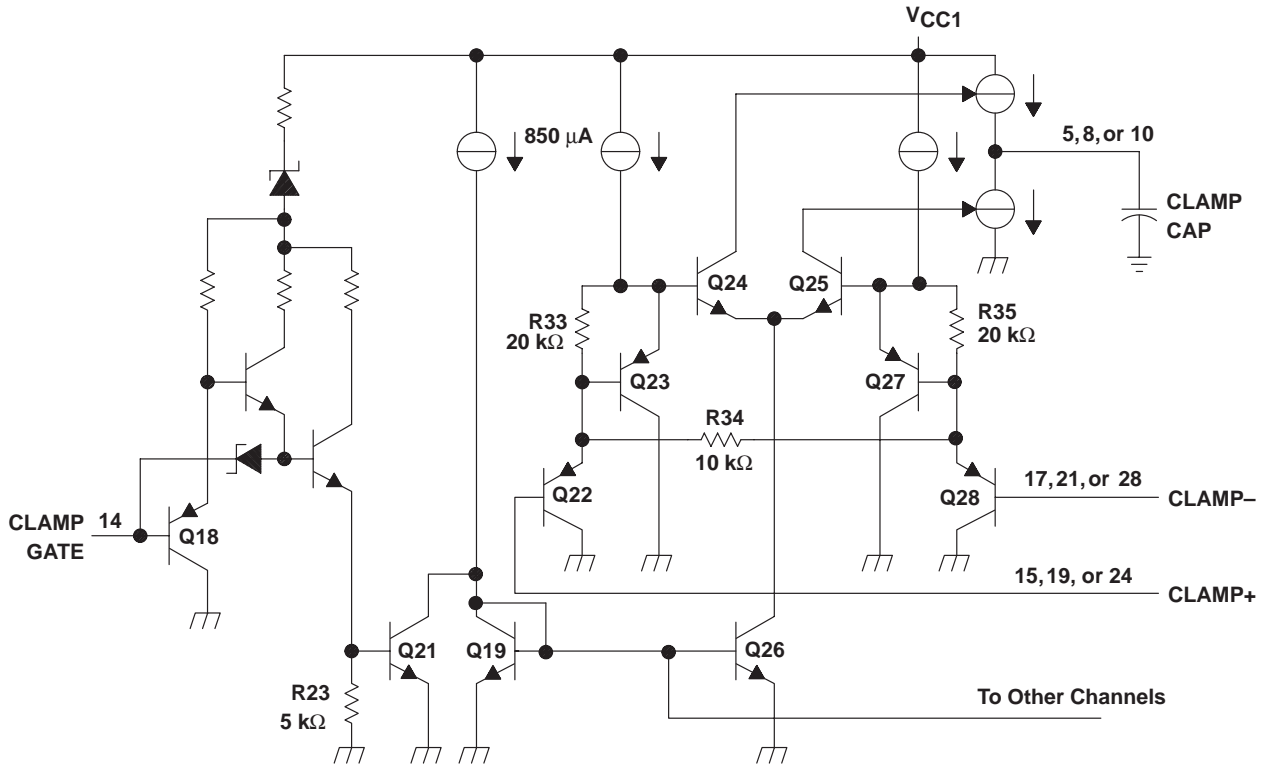 VCC1
850 μA
5, 8, or 10
CLAMP
CAP
Q24
Q25
R33
20 kΩ
R35
20 kΩ
Q23
Q27
R34
10 kΩ
Q22
Q28
17, 21, or 28
CLAMP–
CLAMP
GATE
14
Q18
15, 19, or 24
CLAMP+
Q21
Q19
Q26
R23
5 kΩ
To Other Channels